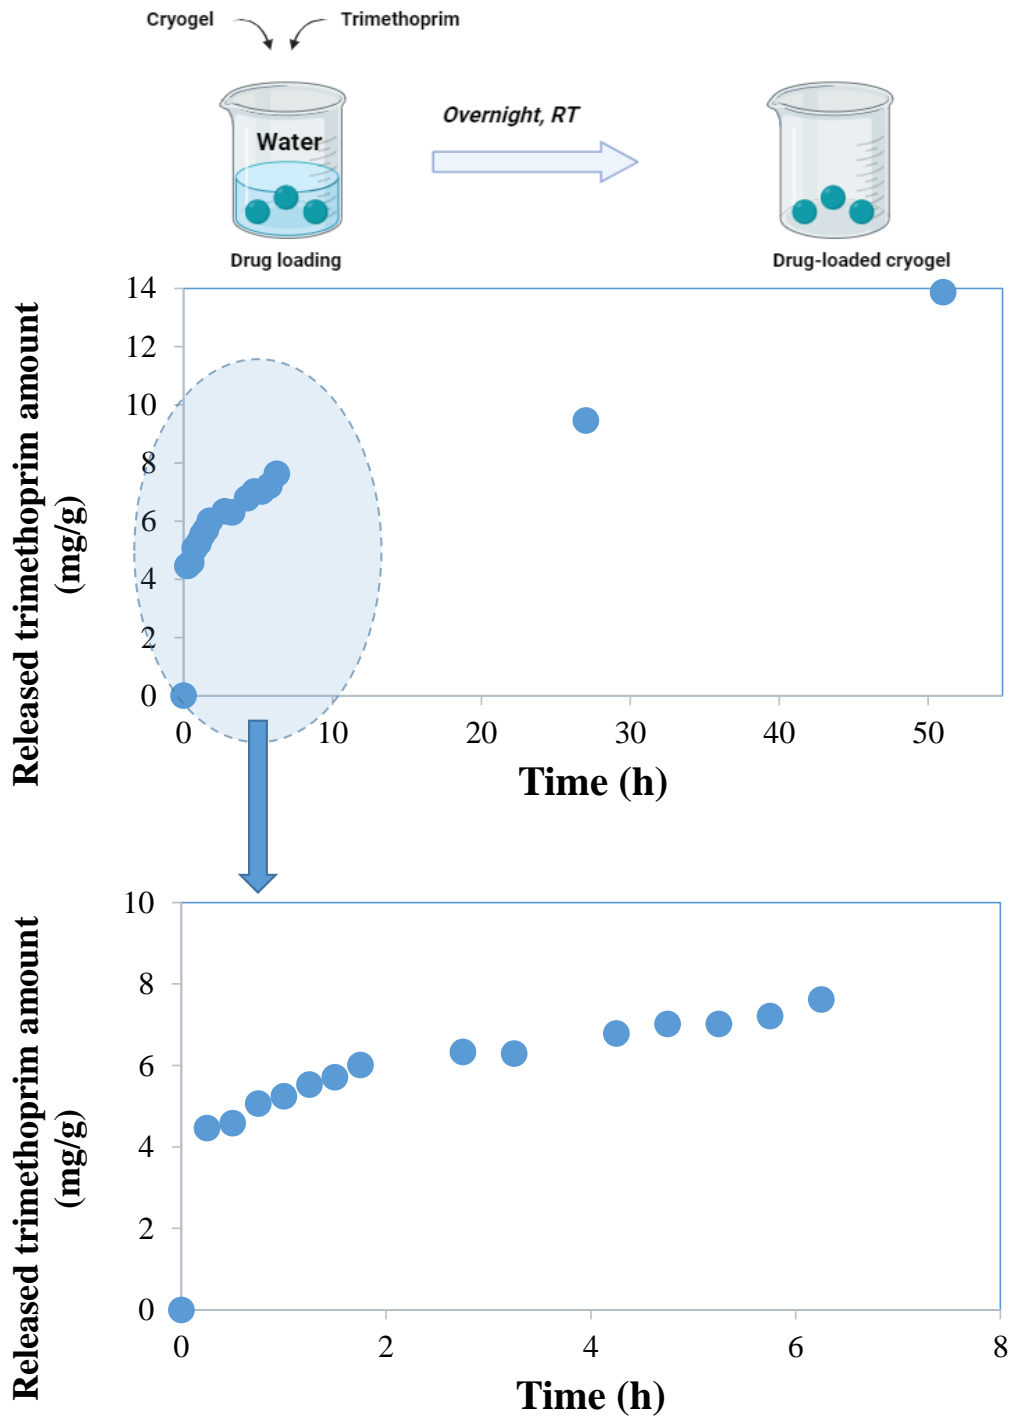 Cryogel Trimethoprim
Overnight, RT
Water
Drug loading
Drug-loaded cryogel
Released trimethoprim amount
(mg/g)
14
12
10
8
6
4
2
0
0 10 20 30 40 50
Time (h)
Released trimethoprim amount
(mg/g)
10
8
6
4
2
0
0 2 4 6 8
Time (h)